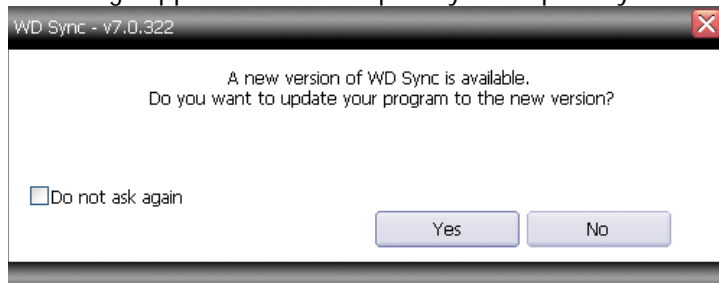 WD Sync - v7.0.322
A new version of WD Sync is available.
Do you want to update your program to the new version?
Do not ask again
Yes No